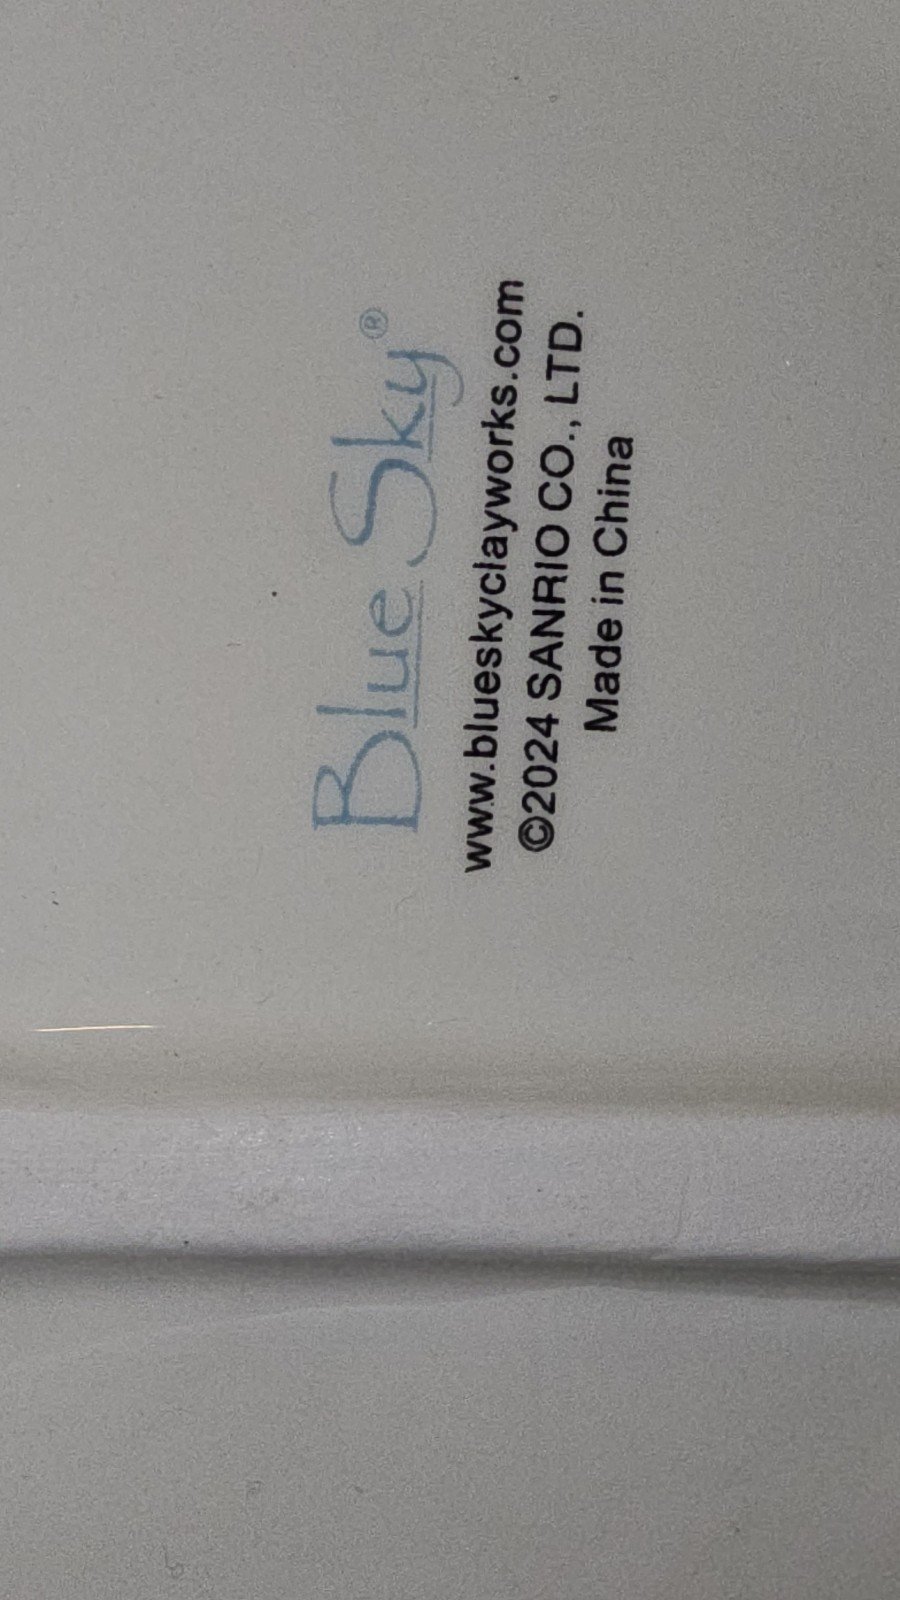 Blue Sky®
www.blueskyclayworks.com
©2024 SANRIO CO., LTD.
Made in China